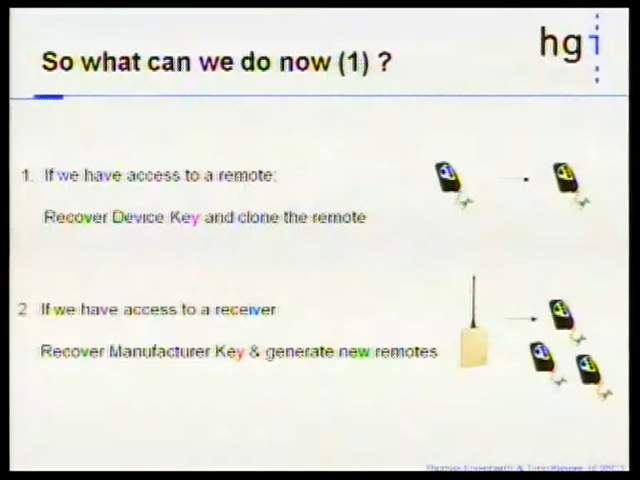 So what can we do now (1) ?
hgi
1. If we have access to a remote:
Recover Device Key and clone the remote
2 If we have access to a receiver
Recover Manufacturer Key & generate new remotes